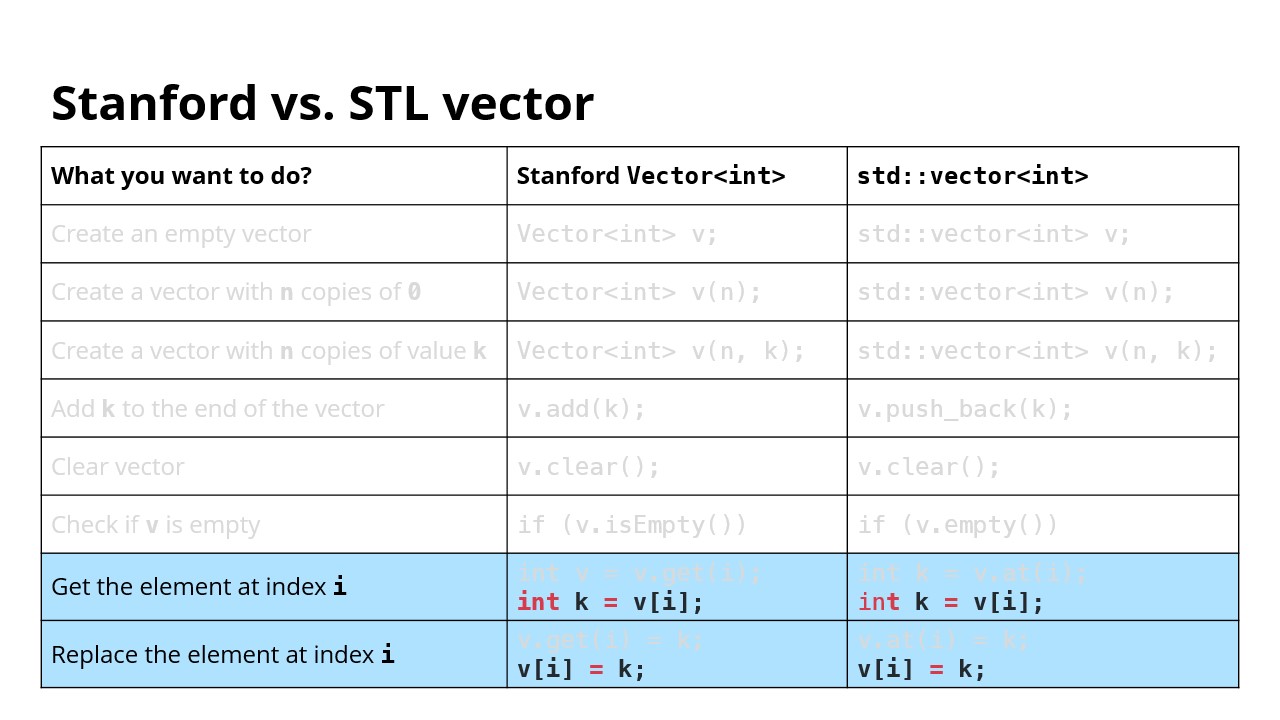 Stanford vs. STL vector
What you want to do?
Stanford Vector<int>
std::vector<int>
Create an empty vector
Vector<int> v;
std::vector<int> v;
Create a vector with n copies of 0
Vector<int> v(n);
std::vector<int> v(n);
Create a vector with n copies of value k
Vector<int> v(n, k);
std::vector<int> v(n, k);
Add k to the end of the vector
v.add(k);
v.push_back(k);
Clear vector
v.clear();
v.clear();
Check if v is empty
if (v.isEmpty())
if (v.empty())
Get the element at index i
int v = v.get(i);
int k = v[i];
int k = v.at(i);
int k = v[i];
Replace the element at index i
v.get(i) = k;
v[i] = k;
v.at(i) = k;
v[i] = k;